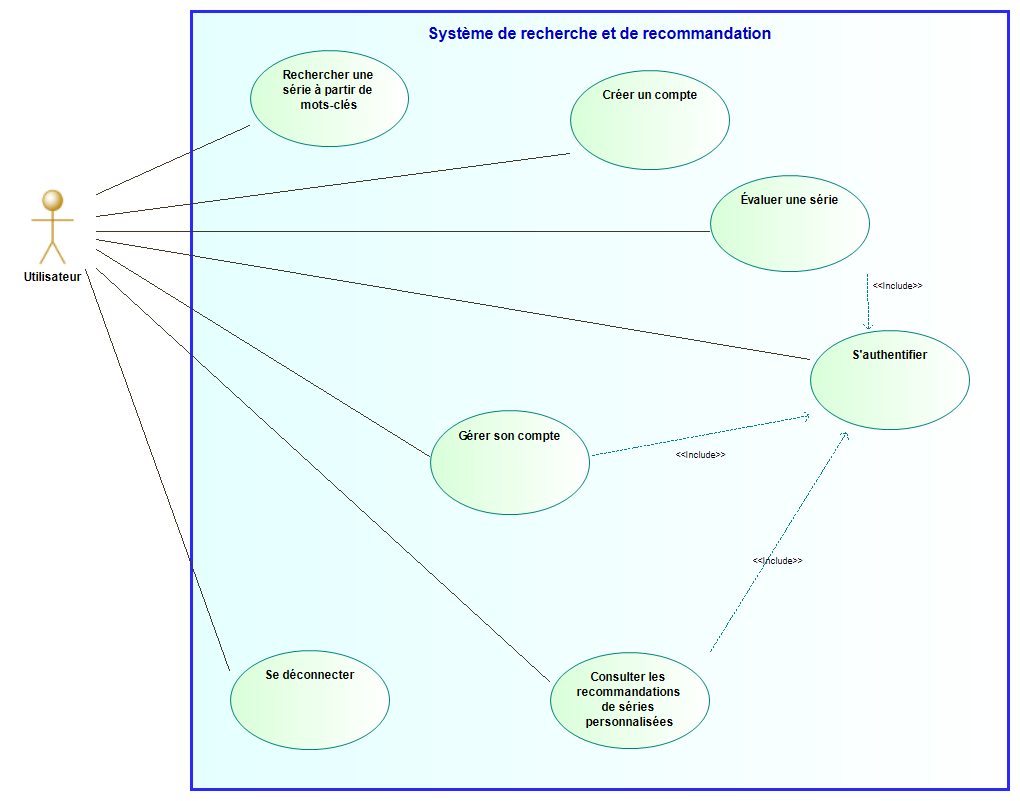 Système de recherche et de recommandation
Rechercher une
série à partir de
mots-clés
Créer un compte
Évaluer une série
Utilisateur
<<Include>>
S'authentifier
Gérer son compte
<<Include>>
<<Include>>
Se déconnecter
Consulter les
recommandations
de séries
personnalisées